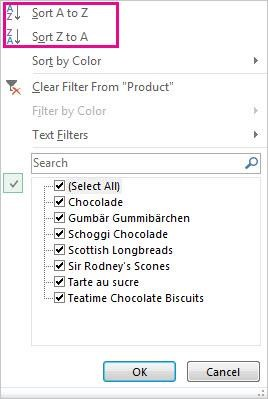 Sort A to Z
Sort Z to A
Sort by Color
Clear Filter From "Product"
Filter by Color
Text Filters
Search
(Select All)
Chocolade
Gumbär Gummibärchen
Schoggi Chocolade
Scottish Longbreads
Sir Rodney's Scones
Tarte au sucre
Teatime Chocolate Biscuits
OK
Cancel